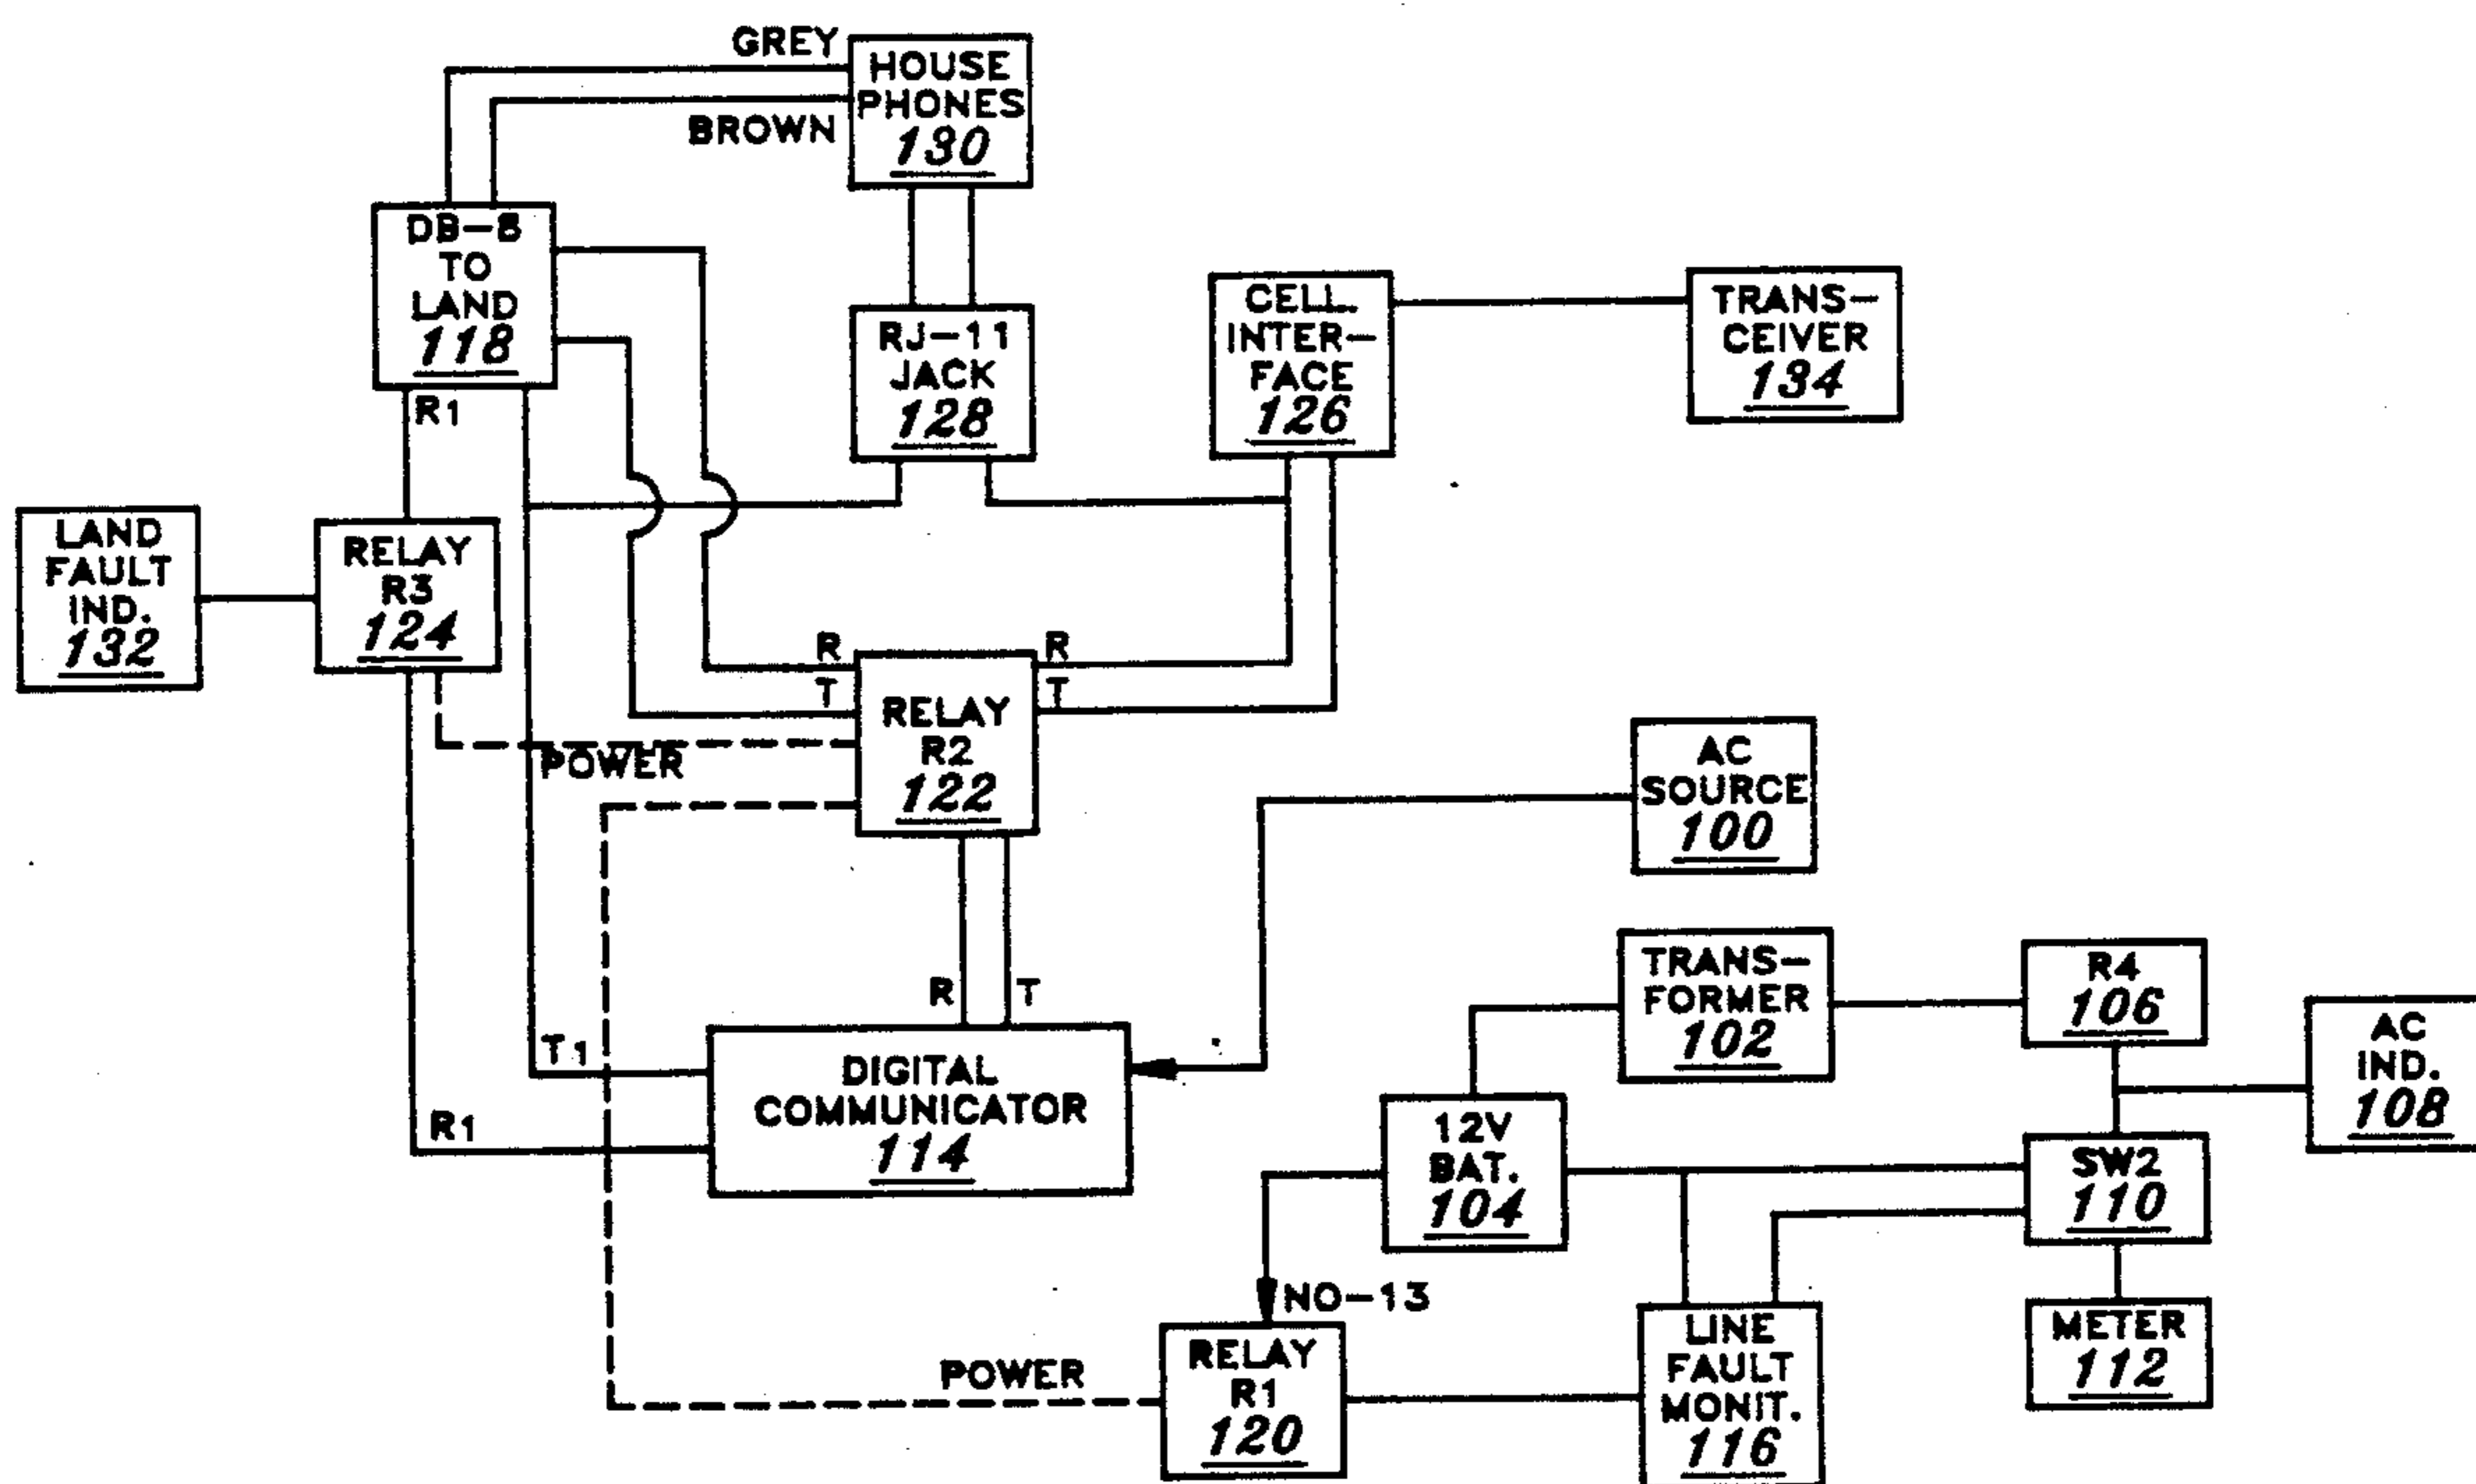 GREY
BROWN
HOUSE
PHONES
130
DB-8
TO
LAND
118
R1
RJ-11
JACK
128
CELL.
INTER-
FACE
126
TRANS-
CEIVER
134
LAND
FAULT
IND.
132
RELAY
R3
124
R
T
R
T
RELAY
R2
122
POWER
AC
SOURCE
100
R
T
T1
R1
DIGITAL
COMMUNICATOR
114
TRANS-
FORMER
102
R4
106
AC
IND.
108
12V
BAT.
104
SW2
110
NO-13
POWER
RELAY
R1
120
LINE
FAULT
MONIT.
116
METER
112